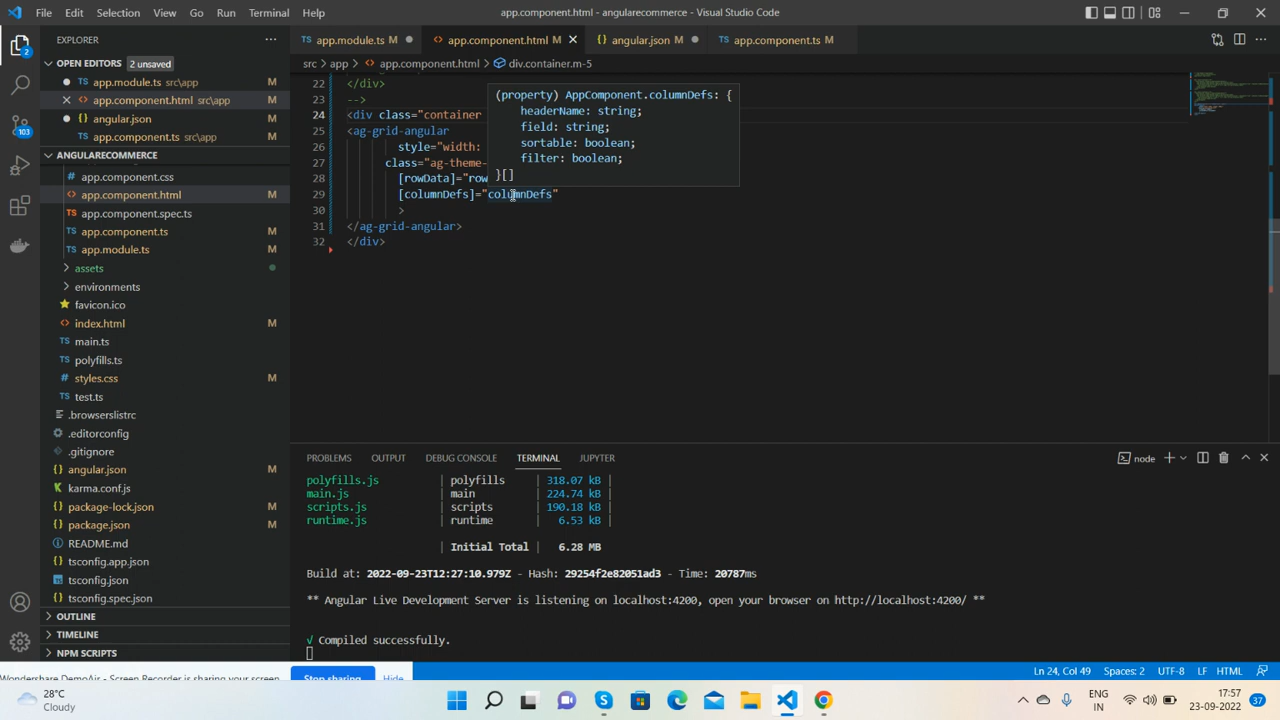 File Edit Selection View Go Run Terminal Help
app.component.html - angularecommerce - Visual Studio Code
EXPLORER
app.module.ts
app.component.html
angular.json M
app.component.ts M
OPEN EDITORS 2 unsaved
src > app > app.component.html > div.container.m-5
app.module.ts src\app M
app.component.html src\app M
angular.json M
app.component.ts src\app M
ANGULARECOMMERCE
app.component.css
app.component.html M
app.component.spec.ts
app.component.ts M
app.module.ts M
assets
environments
favicon.ico
index.html M
main.ts
polyfills.ts
styles.css M
test.ts
.browserslistrc
.editorconfig
.gitignore
angular.json M
karma.conf.js
package-lock.json M
package.json M
README.md
tsconfig.app.json
tsconfig.json
tsconfig.spec.json
OUTLINE
TIMELINE
NPM SCRIPTS
22 </div>
23 -->
24 <div class="container
25 <ag-grid-angular
26 style="width:
27 class="ag-theme-
28 [rowData]="row
29 [columnDefs]="columnDefs"
30 >
31 </ag-grid-angular>
32 </div>
(property) AppComponent.columnDefs: {
headerName: string;
field: string;
sortable: boolean;
filter: boolean;
}[]
PROBLEMS OUTPUT DEBUG CONSOLE TERMINAL JUPYTER
node
polyfills.js | polyfills | 318.07 kB |
main.js | main | 224.74 kB |
scripts.js | scripts | 190.18 kB |
runtime.js | runtime | 6.53 kB |
| Initial Total | 6.28 MB
Build at: 2022-09-23T12:27:10.979Z - Hash: 29254f2e82051ad3 - Time: 20787ms
** Angular Live Development Server is listening on localhost:4200, open your browser on http://localhost:4200/ **
√ Compiled successfully.
2
103
Wondershare DemoAir - Screen Recorder is sharing your screen.
Stop sharing
Hide
Ln 24, Col 49 Spaces: 2 UTF-8 LF HTML
28°C
Cloudy
ENG
IN
17:57
23-09-2022
37